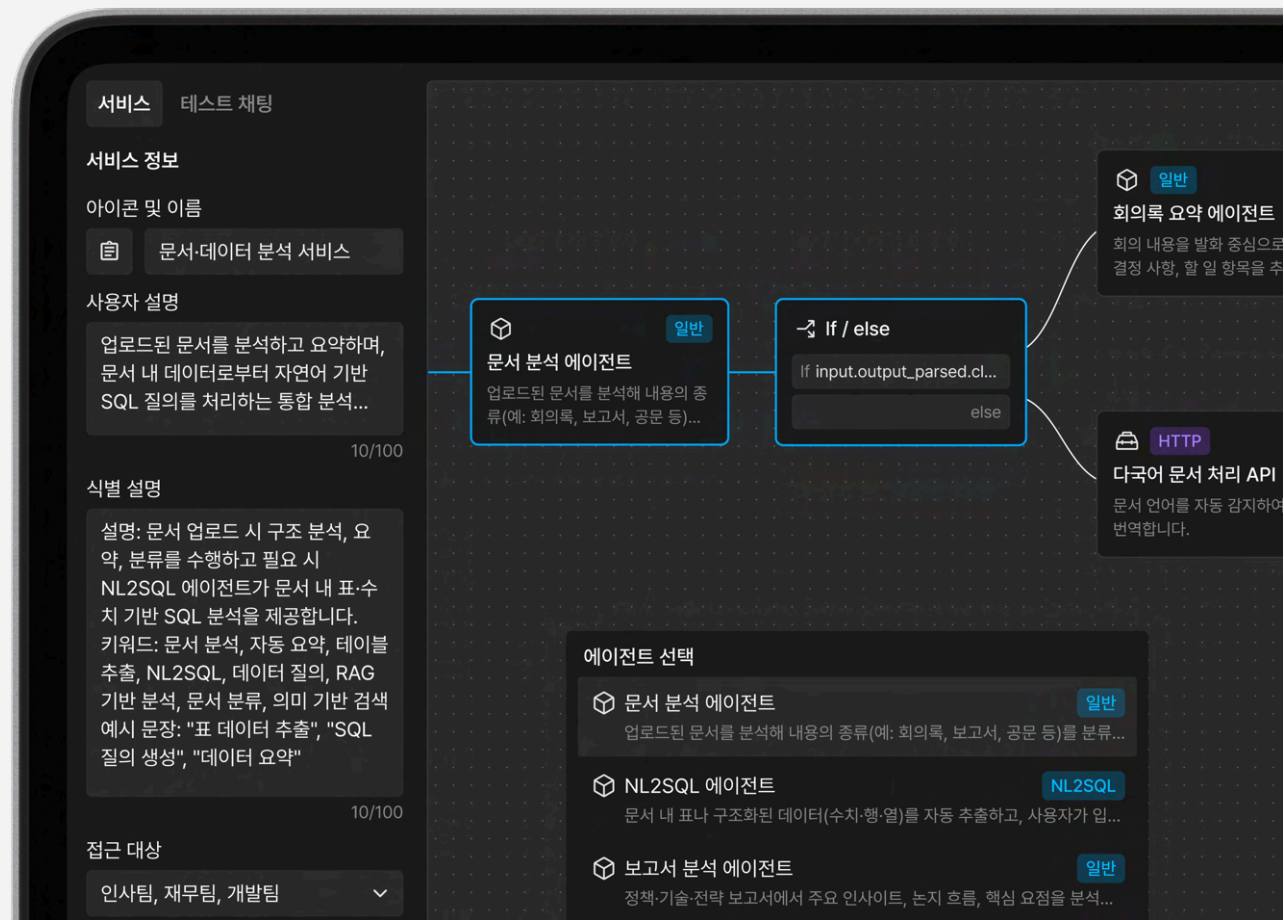 서비스
테스트 채팅
서비스 정보
아이콘 및 이름
문서·데이터 분석 서비스
사용자 설명
업로드된 문서를 분석하고 요약하며,
문서 내 데이터로부터 자연어 기반
SQL 질의를 처리하는 통합 분석...
10/100
식별 설명
설명: 문서 업로드 시 구조 분석, 요
약, 분류를 수행하고 필요 시
NL2SQL 에이전트가 문서 내 표·수
치 기반 SQL 분석을 제공합니다.
키워드: 문서 분석, 자동 요약, 테이블
추출, NL2SQL, 데이터 질의, RAG
기반 분석, 문서 분류, 의미 기반 검색
예시 문장: "표 데이터 추출", "SQL
질의 생성", "데이터 요약"
10/100
접근 대상
인사팀, 재무팀, 개발팀
일반
문서 분석 에이전트
업로드된 문서를 분석해 내용의 종
류(예: 회의록, 보고서, 공문 등)...
If / else
If input.output_parsed.cl...
else
일반
회의록 요약 에이전트
회의 내용을 발화 중심으로
결정 사항, 할 일 항목을 추
HTTP
다국어 문서 처리 API
문서 언어를 자동 감지하여
번역합니다.
에이전트 선택
문서 분석 에이전트
일반
업로드된 문서를 분석해 내용의 종류(예: 회의록, 보고서, 공문 등)를 분류...
NL2SQL 에이전트
NL2SQL
문서 내 표나 구조화된 데이터(수치·행·열)를 자동 추출하고, 사용자가 입...
보고서 분석 에이전트
일반
정책·기술·전략 보고서에서 주요 인사이트, 논지 흐름, 핵심 요점을 분석...